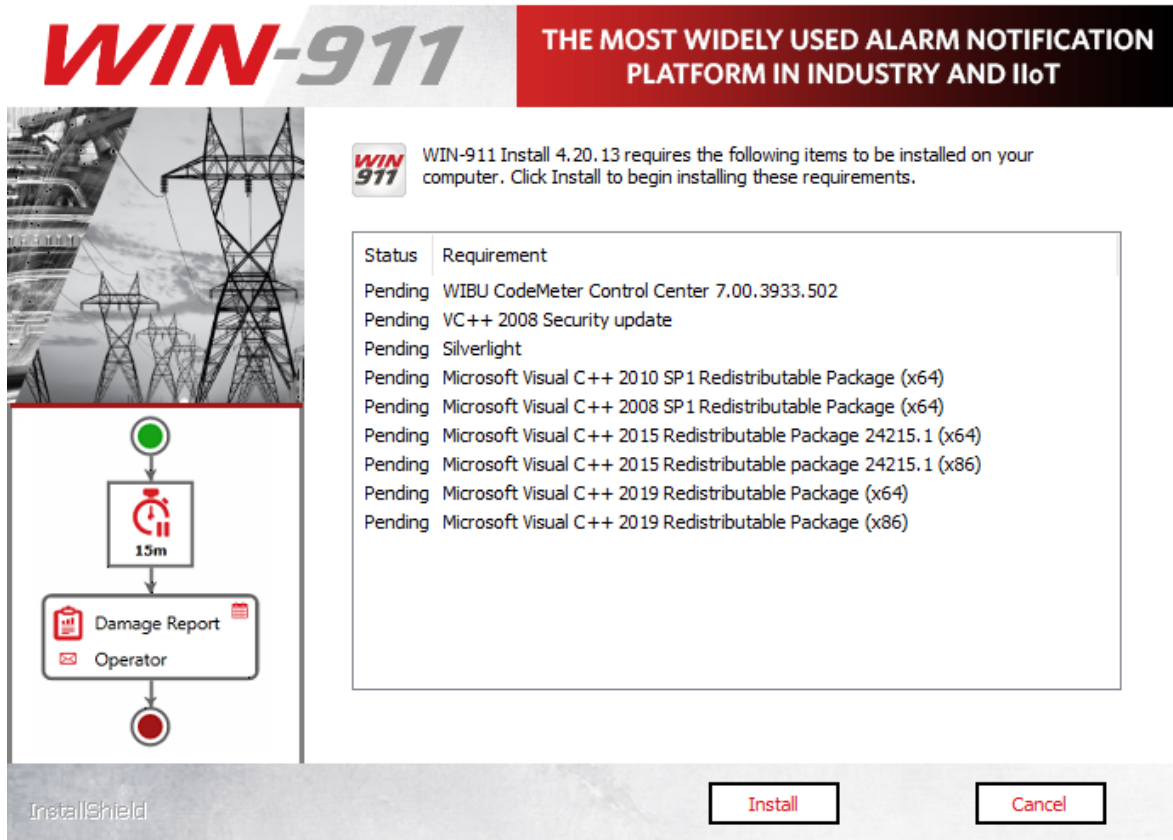 WIN-911
THE MOST WIDELY USED ALARM NOTIFICATION
PLATFORM IN INDUSTRY AND IIoT
WIN
911
WIN-911 Install 4.20.13 requires the following items to be installed on your
computer. Click Install to begin installing these requirements.
Status Requirement
Pending WIBU CodeMeter Control Center 7.00.3933.502
Pending VC++ 2008 Security update
Pending Silverlight
Pending Microsoft Visual C++ 2010 SP1 Redistributable Package (x64)
Pending Microsoft Visual C++ 2008 SP1 Redistributable Package (x64)
Pending Microsoft Visual C++ 2015 Redistributable Package 24215.1 (x64)
Pending Microsoft Visual C++ 2015 Redistributable package 24215.1 (x86)
Pending Microsoft Visual C++ 2019 Redistributable Package (x64)
Pending Microsoft Visual C++ 2019 Redistributable Package (x86)
15m
Damage Report
Operator
InstallShield
Install
Cancel